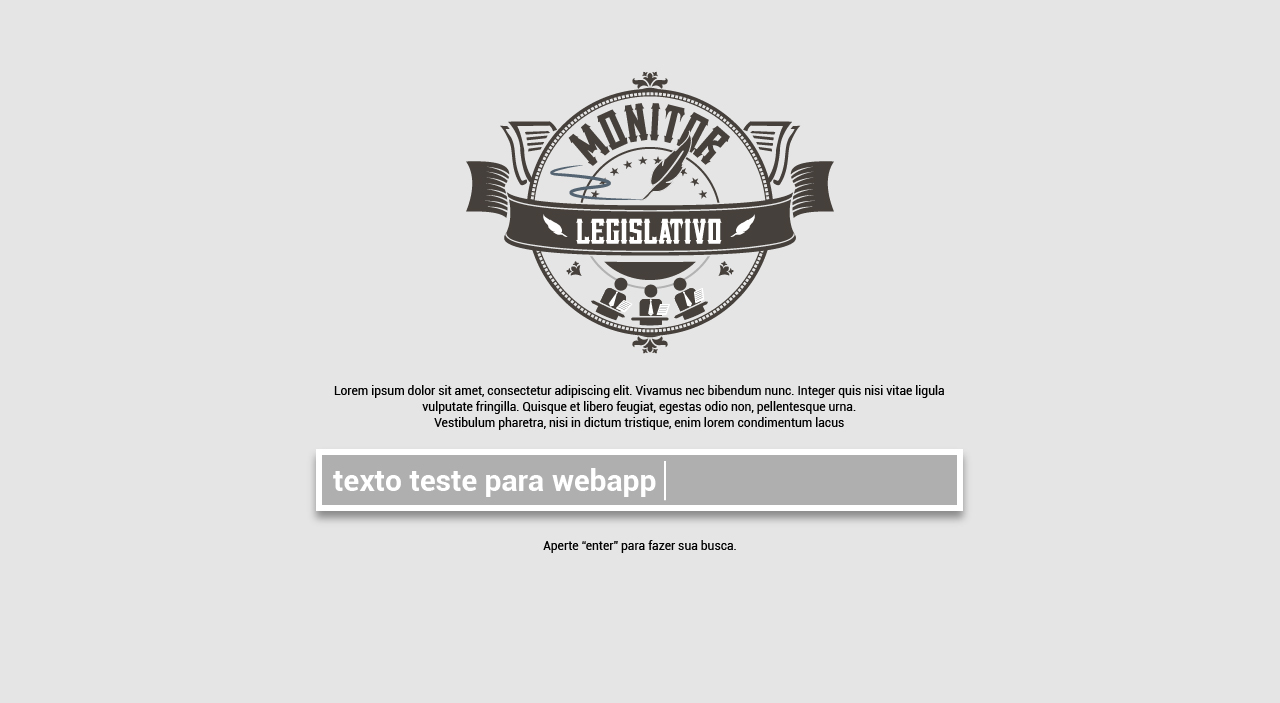 MONITOR
LEGISLATIVO
Lorem ipsum dolor sit amet, consectetur adipiscing elit. Vivamus nec bibendum nunc. Integer quis nisi vitae ligula
vulputate fringilla. Quisque et libero feugiat, egestas odio non, pellentesque urna.
Vestibulum pharetra, nisi in dictum tristique, enim lorem condimentum lacus
texto teste para webapp
Aperte “enter” para fazer sua busca.